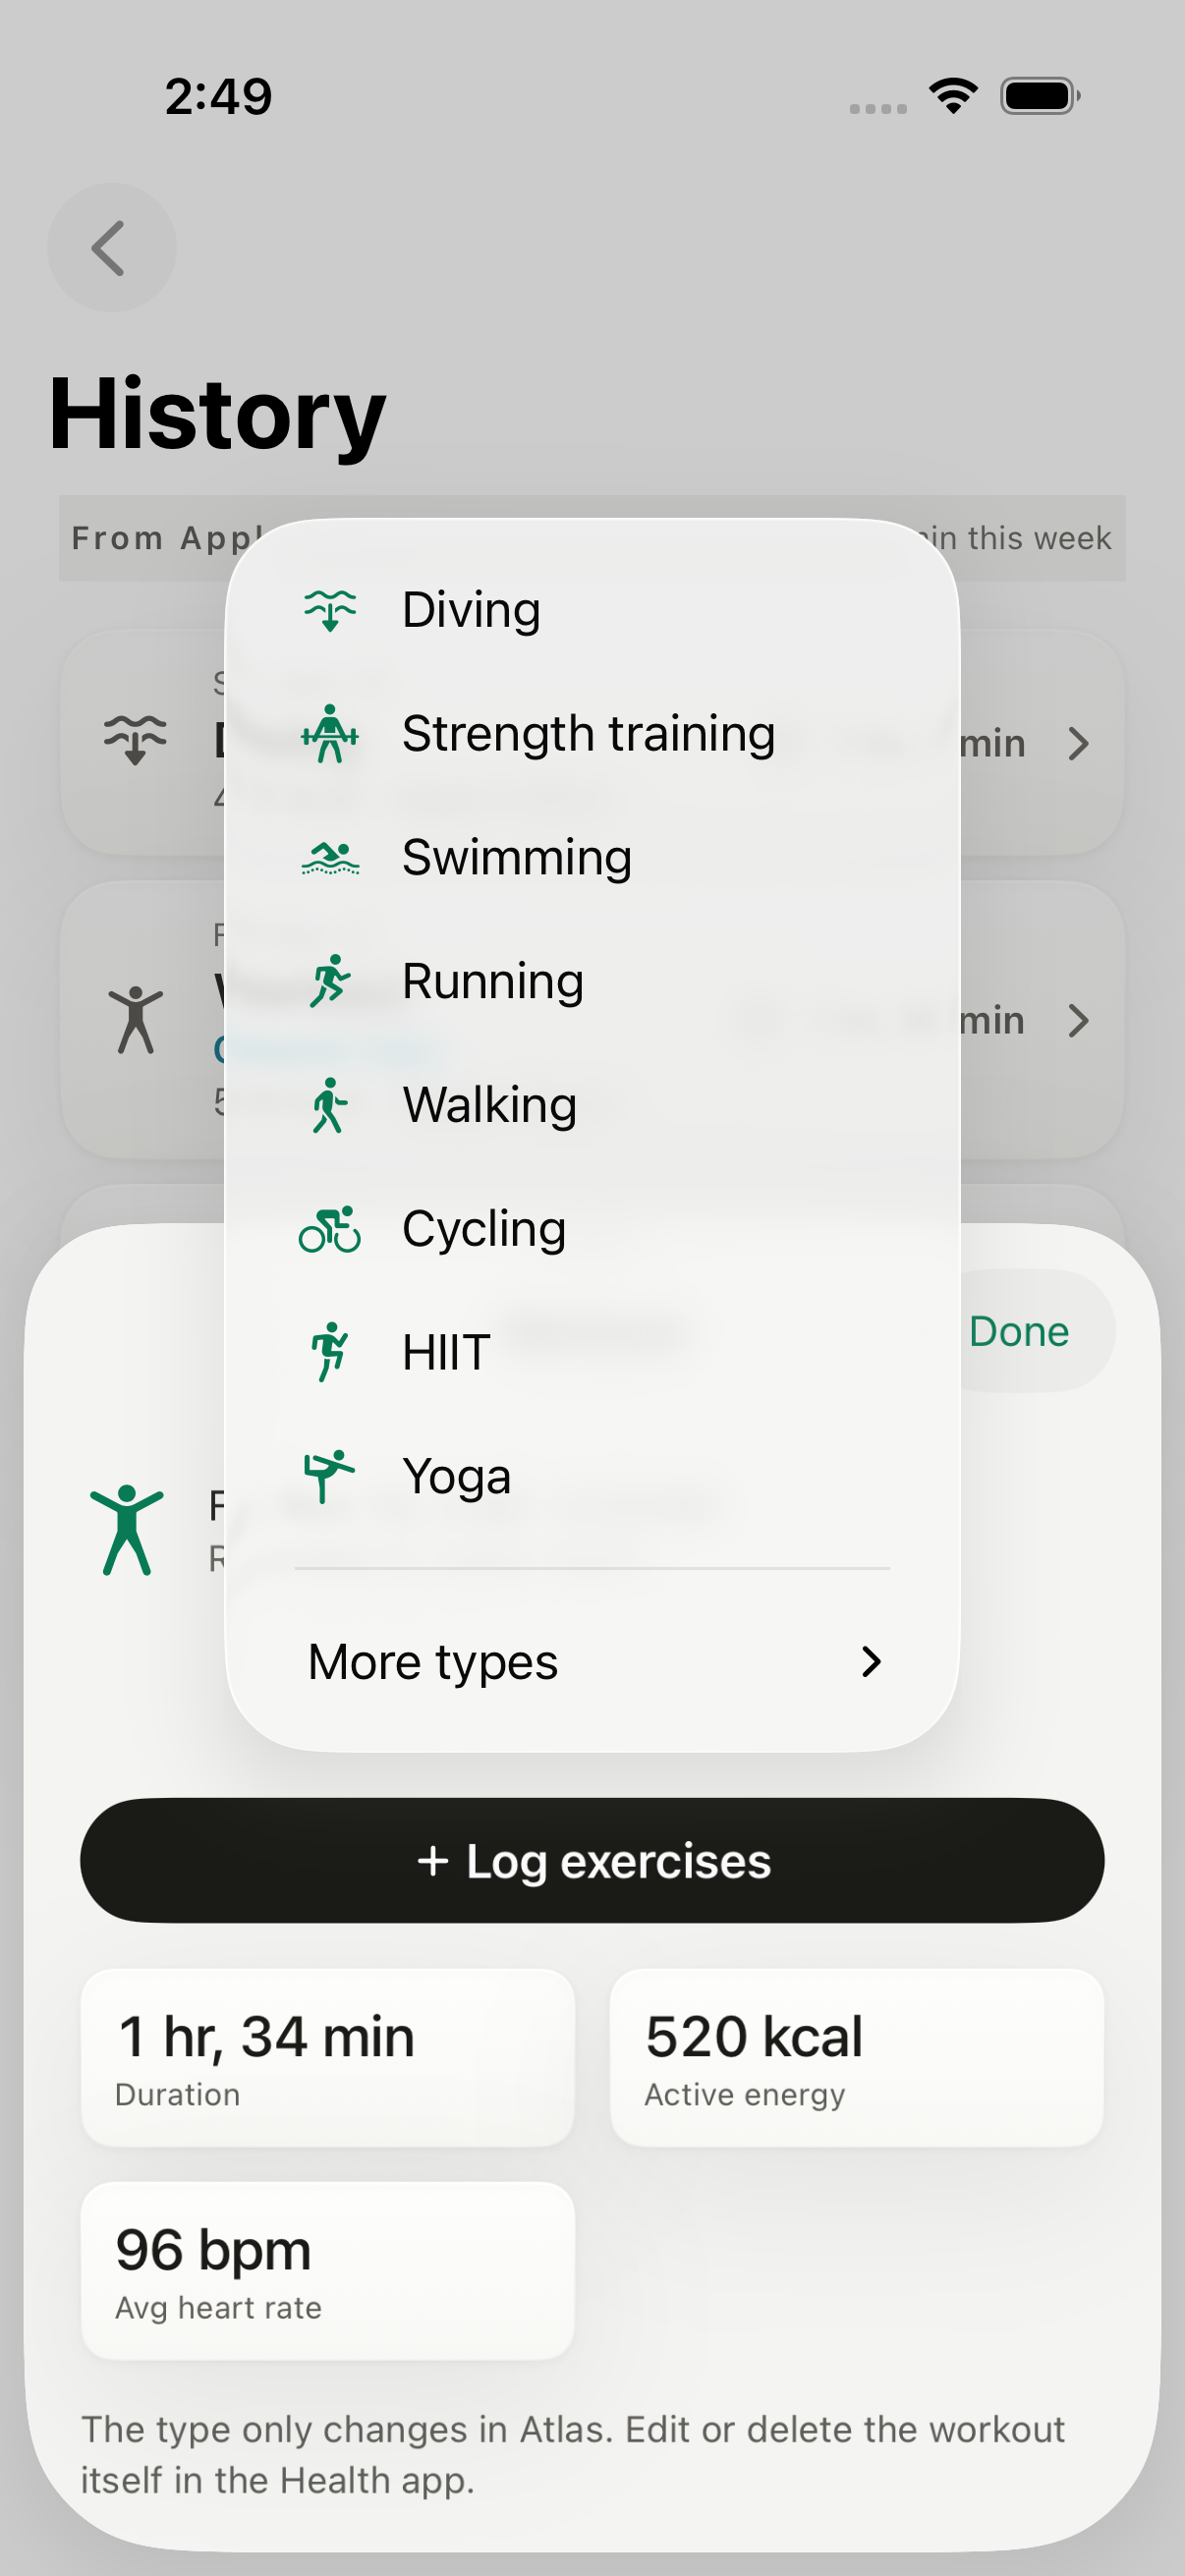 2:49
History
From Appl
in this week
Diving
Strength training
min
Swimming
Running
min
Walking
Cycling
Done
HIIT
Yoga
More types
+ Log exercises
1 hr, 34 min
Duration
520 kcal
Active energy
96 bpm
Avg heart rate
The type only changes in Atlas. Edit or delete the workout
itself in the Health app.